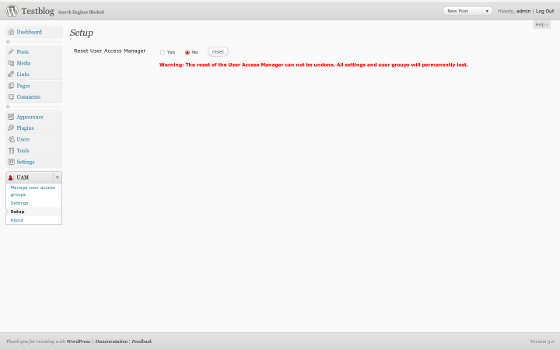 Testblog Search Engines Blocked
New Post
Howdy, admin | Log Out
Help
Dashboard
Posts
Media
Links
Pages
Comments
Appearance
Plugins
Users
Tools
Settings
UAM
Manage user access
groups
Settings
Setup
About
Setup
Reset User Access Manager
Yes
No
reset
Warning: The reset of the User Access Manager can not be undone. All settings and user groups will permanently lost.
Thank you for creating with WordPress. | Documentation | Feedback
Version 3.0